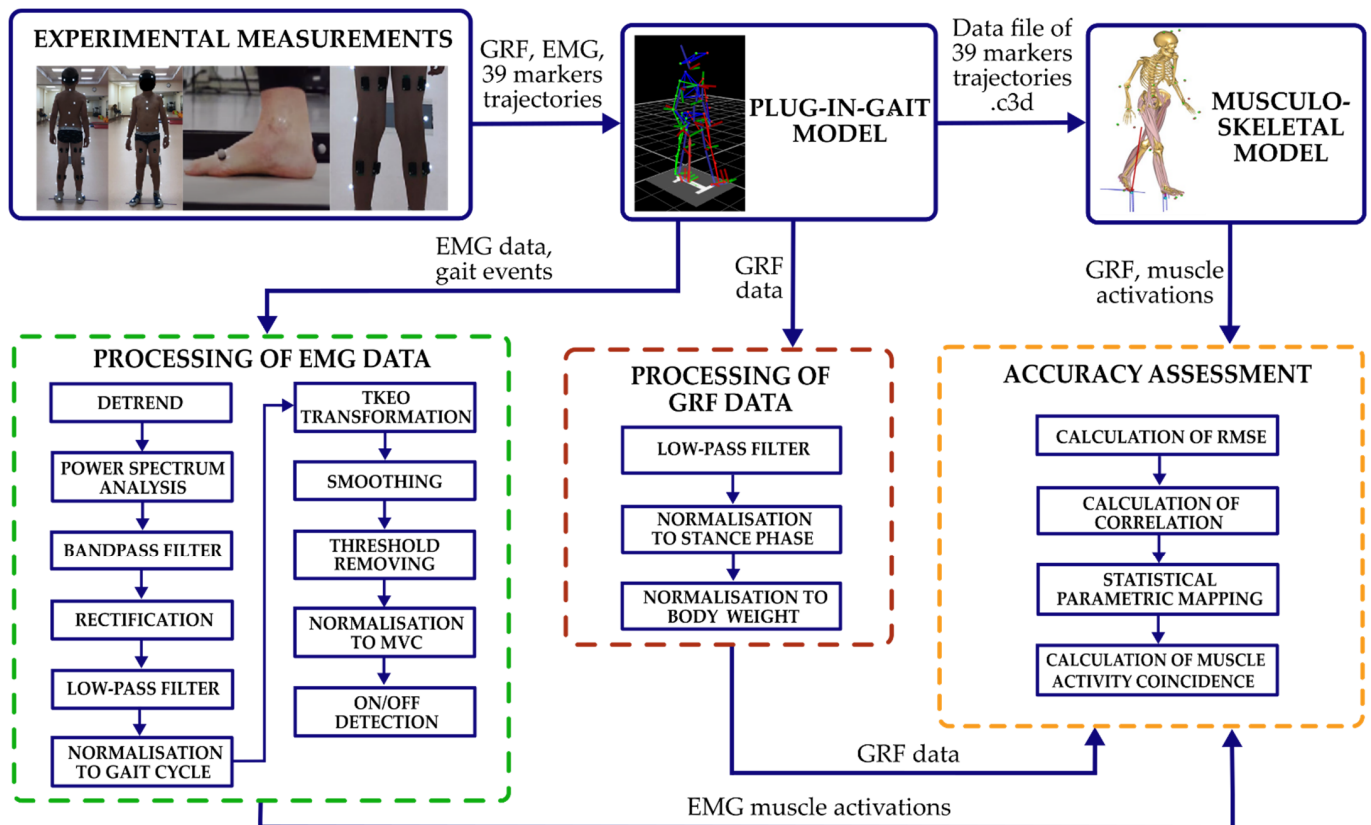 EXPERIMENTAL MEASUREMENTS
GRF, EMG,
39 markers
trajectories
PLUG-IN-GAIT
MODEL
Data file of
39 markers
trajectories
.c3d
MUSCULO-
SKELETAL
MODEL
EMG data,
gait events
GRF
data
GRF, muscle
activations
PROCESSING OF EMG DATA
DETREND
POWER SPECTRUM
ANALYSIS
BANDPASS FILTER
RECTIFICATION
LOW-PASS FILTER
NORMALISATION
TO GAIT CYCLE
TKEO
TRANSFORMATION
SMOOTHING
THRESHOLD
REMOVING
NORMALISATION
TO MVC
ON/OFF
DETECTION
PROCESSING OF
GRF DATA
LOW-PASS FILTER
NORMALISATION
TO STANCE PHASE
NORMALISATION TO
BODY WEIGHT
ACCURACY ASSESSMENT
CALCULATION OF RMSE
CALCULATION OF
CORRELATION
STATISTICAL
PARAMETRIC MAPPING
CALCULATION OF MUSCLE
ACTIVITY COINCIDENCE
GRF data
EMG muscle activations